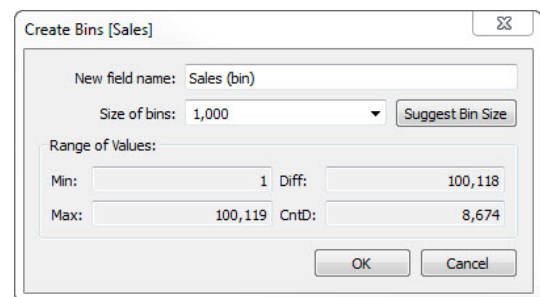 Create Bins [Sales]
New field name: Sales (bin)
Size of bins: 1,000 Suggest Bin Size
Range of Values:
Min: 1 Diff: 100,118
Max: 100,119 CntD: 8,674
OK Cancel